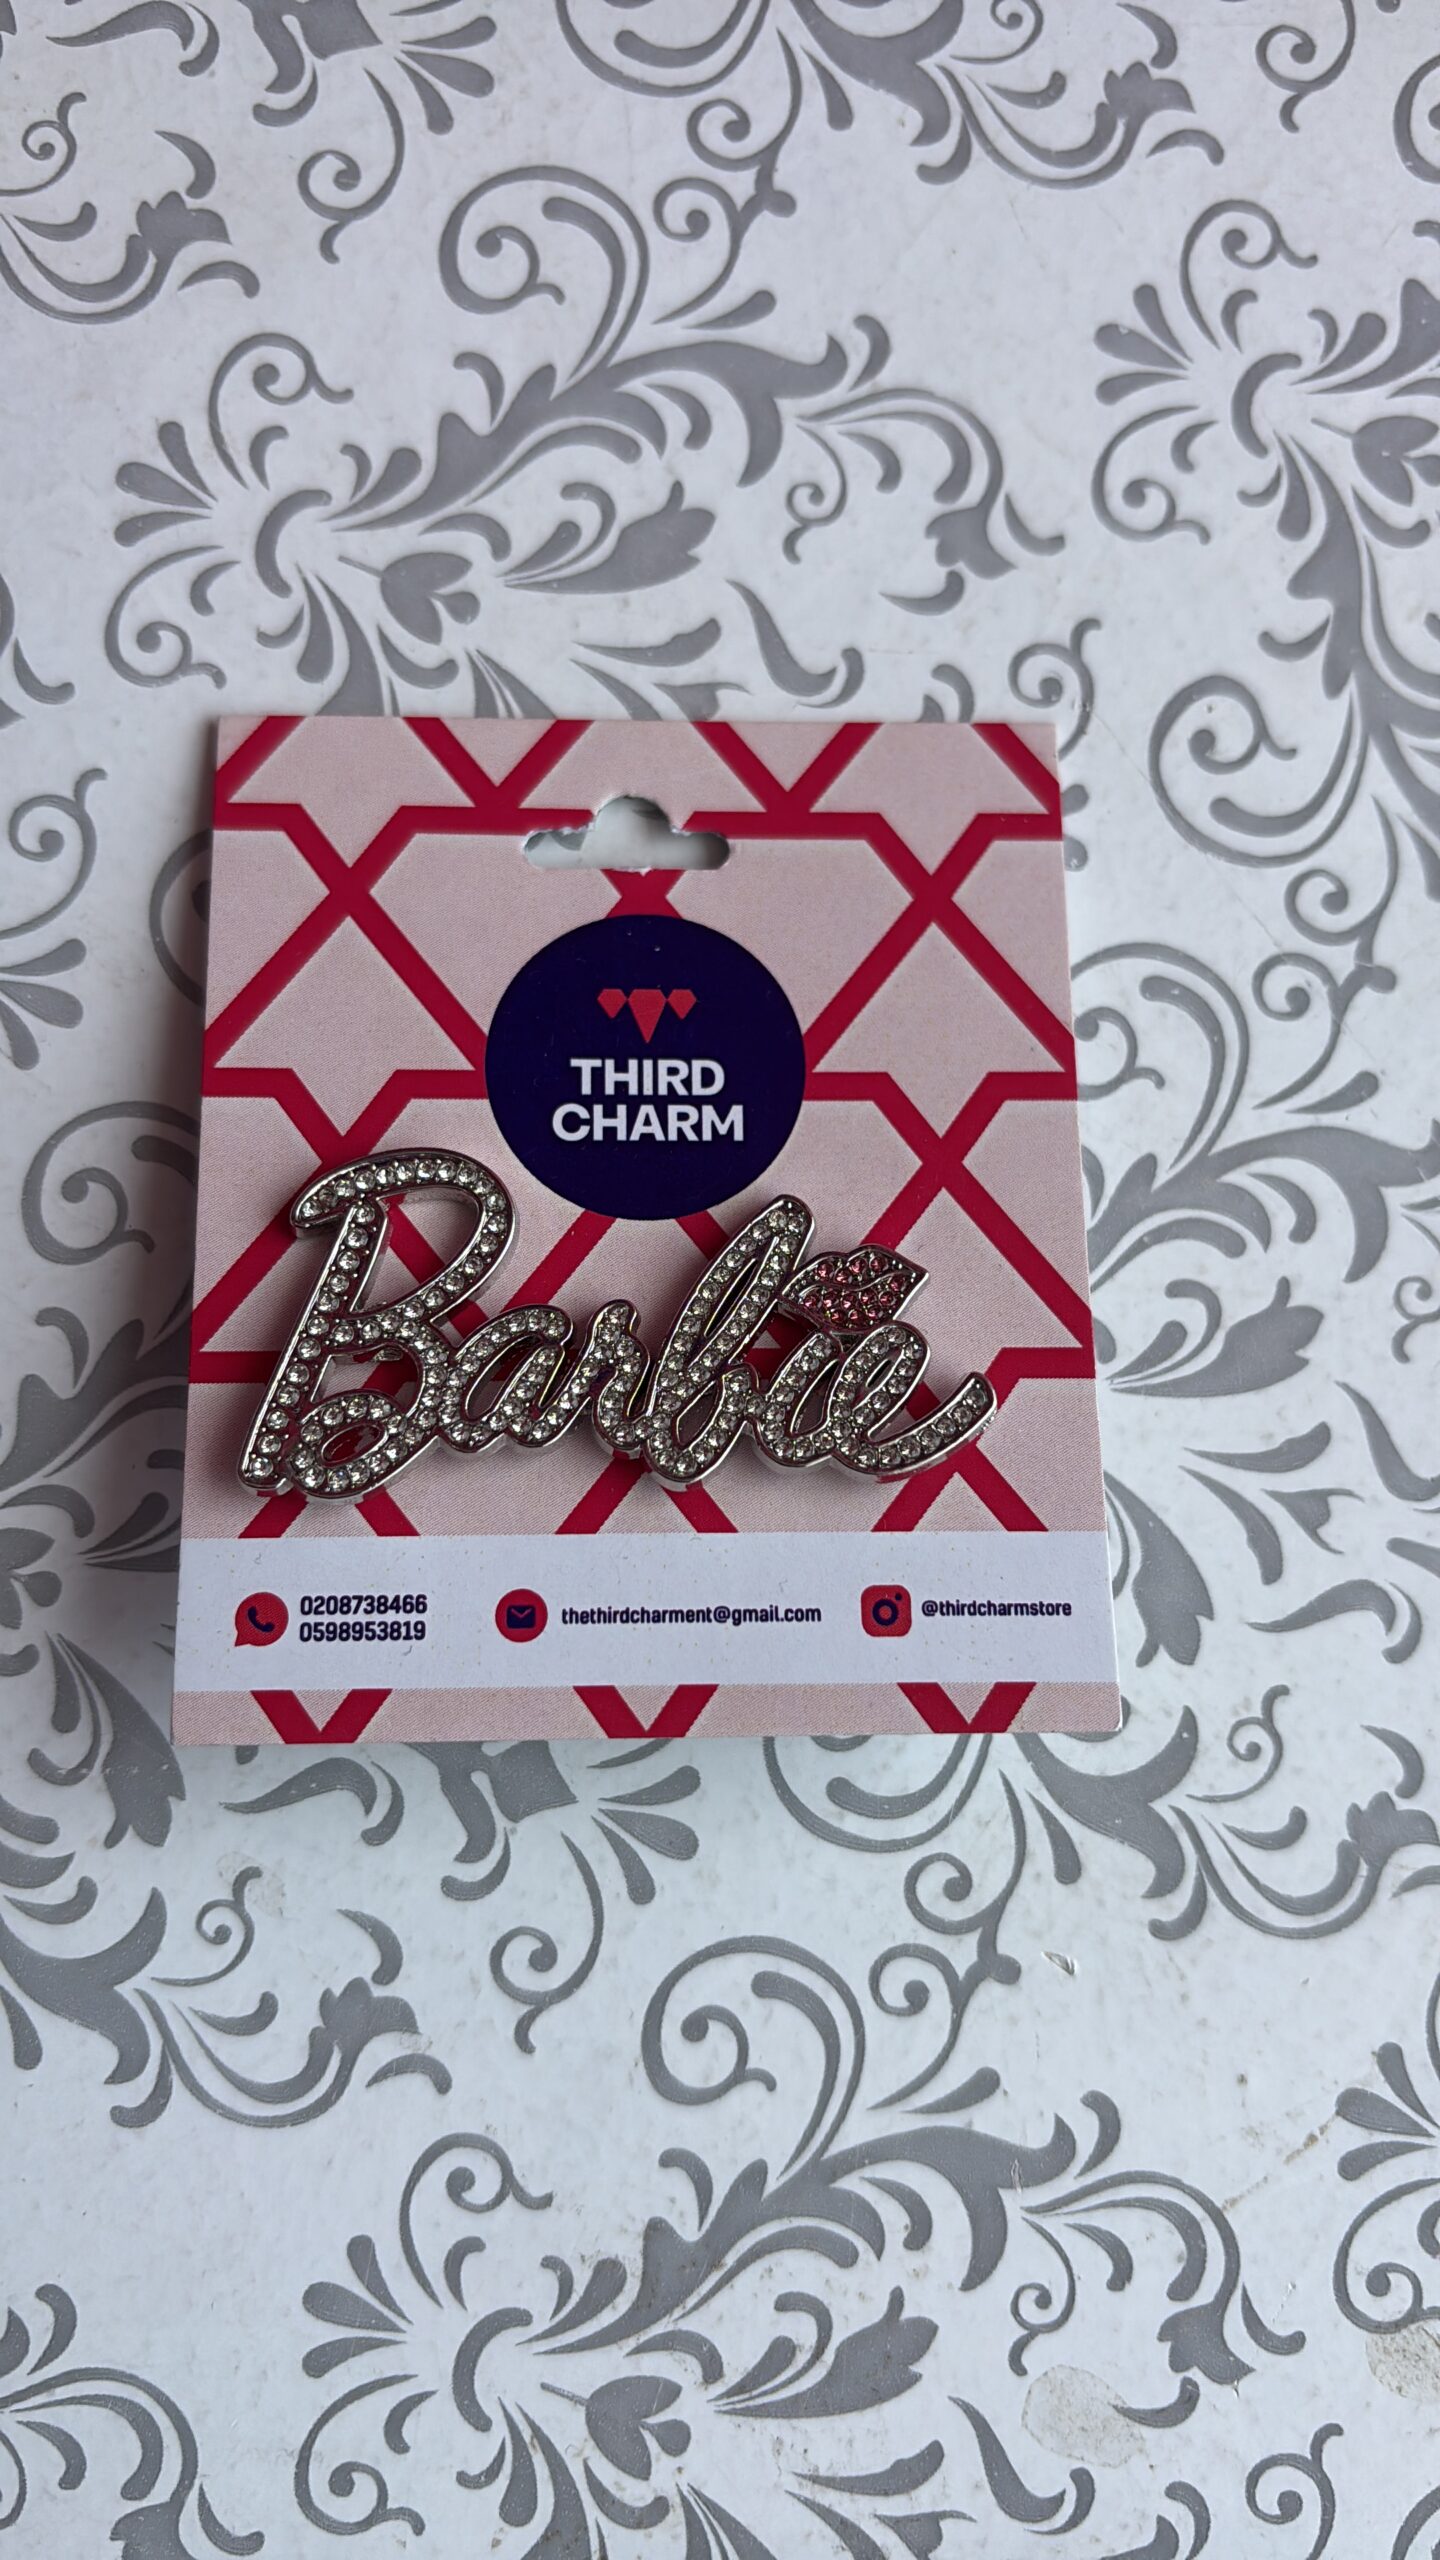 THIRD
CHARM
Barbie
0208738466
0598953819
thethirdcharment@gmail.com
@thirdcharmstore